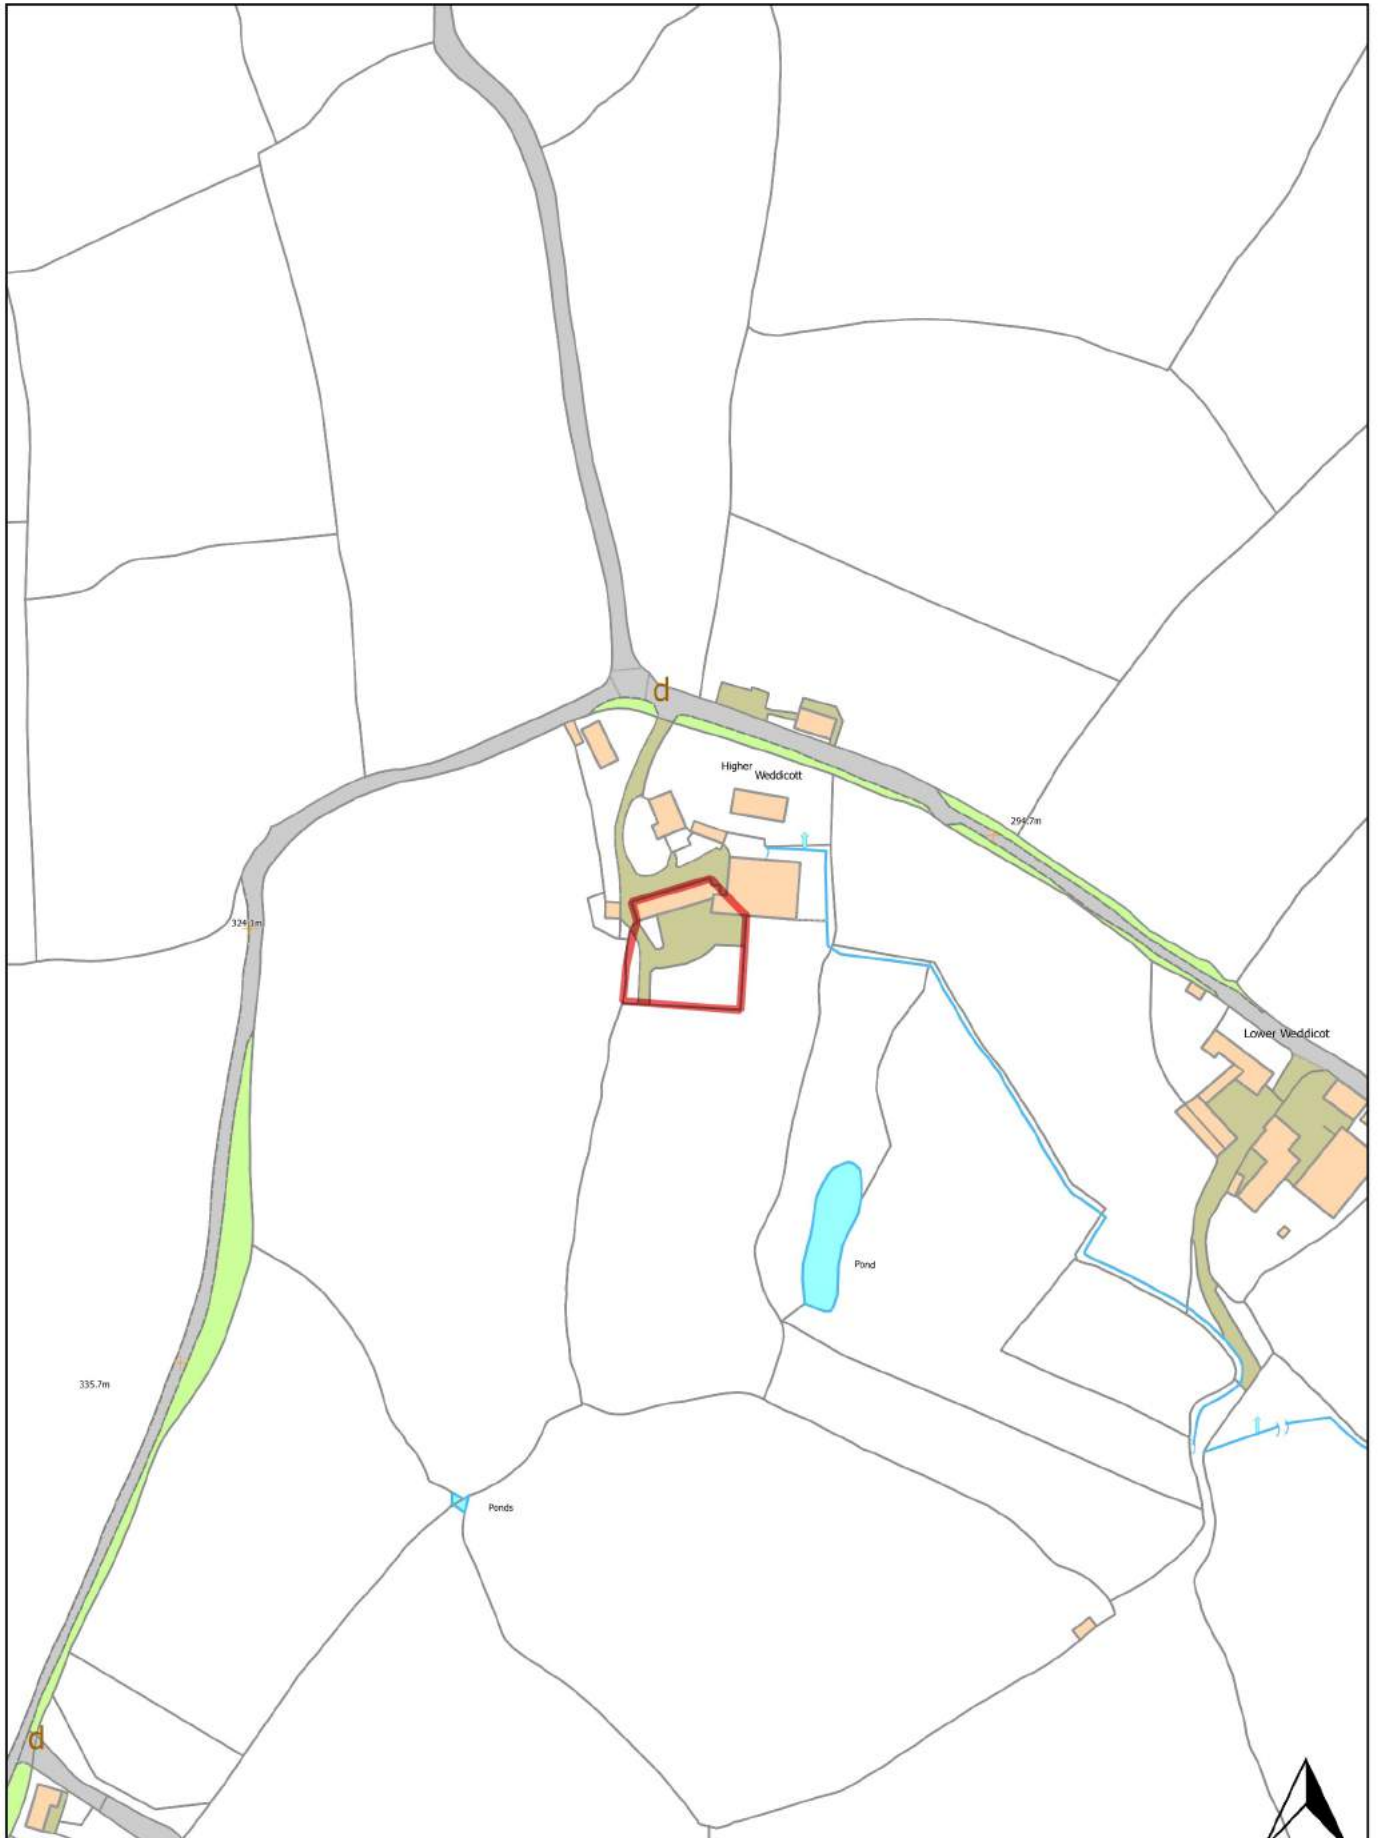 d
Higher
Weddicott
294.7m
324.1m
Lower Weddicot
Pond
335.7m
Ponds
d